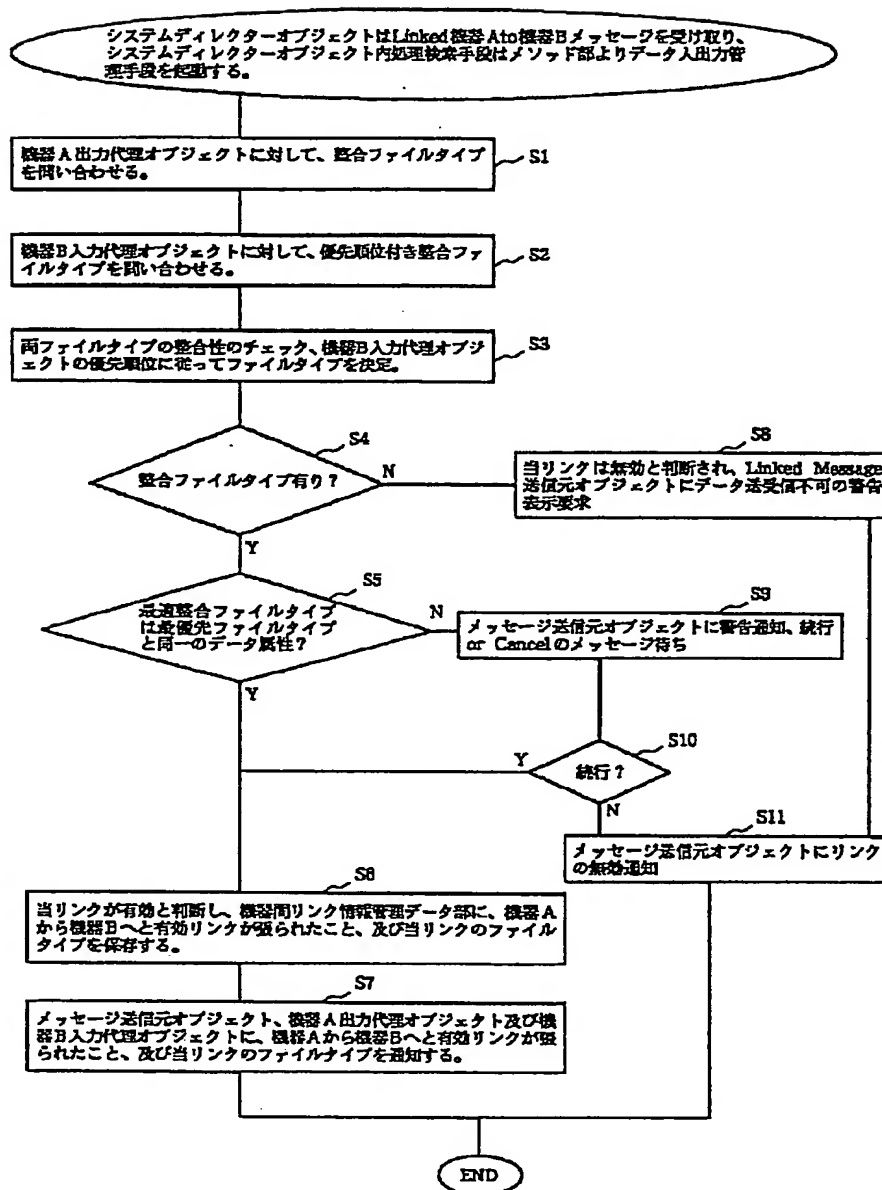 システムディレクターオブジェクトはLinked機器Ato機器Bメッセージを受け取り、
システムディレクターオブジェクト内処理検索手段はメソッド部よりデータ入出力管
理手段を起動する。
機器A出力代理オブジェクトに対して、整合ファイルタイプ
を問い合わせる。
S1
機器B入力代理オブジェクトに対して、優先順位付き整合ファ
イルタイプを問い合わせる。
S2
両ファイルタイプの整合性のチェック、機器B入力代理オブジ
ェクトの優先順位に従ってファイルタイプを決定。
S3
S4
整合ファイルタイプ有り?
N
Y
S8
当リンクは無効と判断され、Linked Message
送信元オブジェクトにデータ送受信不可の警告
表示要求
S5
最適整合ファイルタイプ
は最優先ファイルタイプ
と同一のデータ属性?
N
Y
S9
メッセージ送信元オブジェクトに警告通知、続行
or Cancelのメッセージ待ち
S10
続行?
Y
N
S11
メッセージ送信元オブジェクトにリンク
の無効通知
S6
当リンクが有効と判断し、機器間リンク情報管理データ部に、機器A
から機器Bへと有効リンクが張られたこと、及び当リンクのファイル
タイプを保存する。
S7
メッセージ送信元オブジェクト、機器A出力代理オブジェクト及び機
器B入力代理オブジェクトに、機器Aから機器Bへと有効リンクが張
られたこと、及び当リンクのファイルタイプを通知する。
END